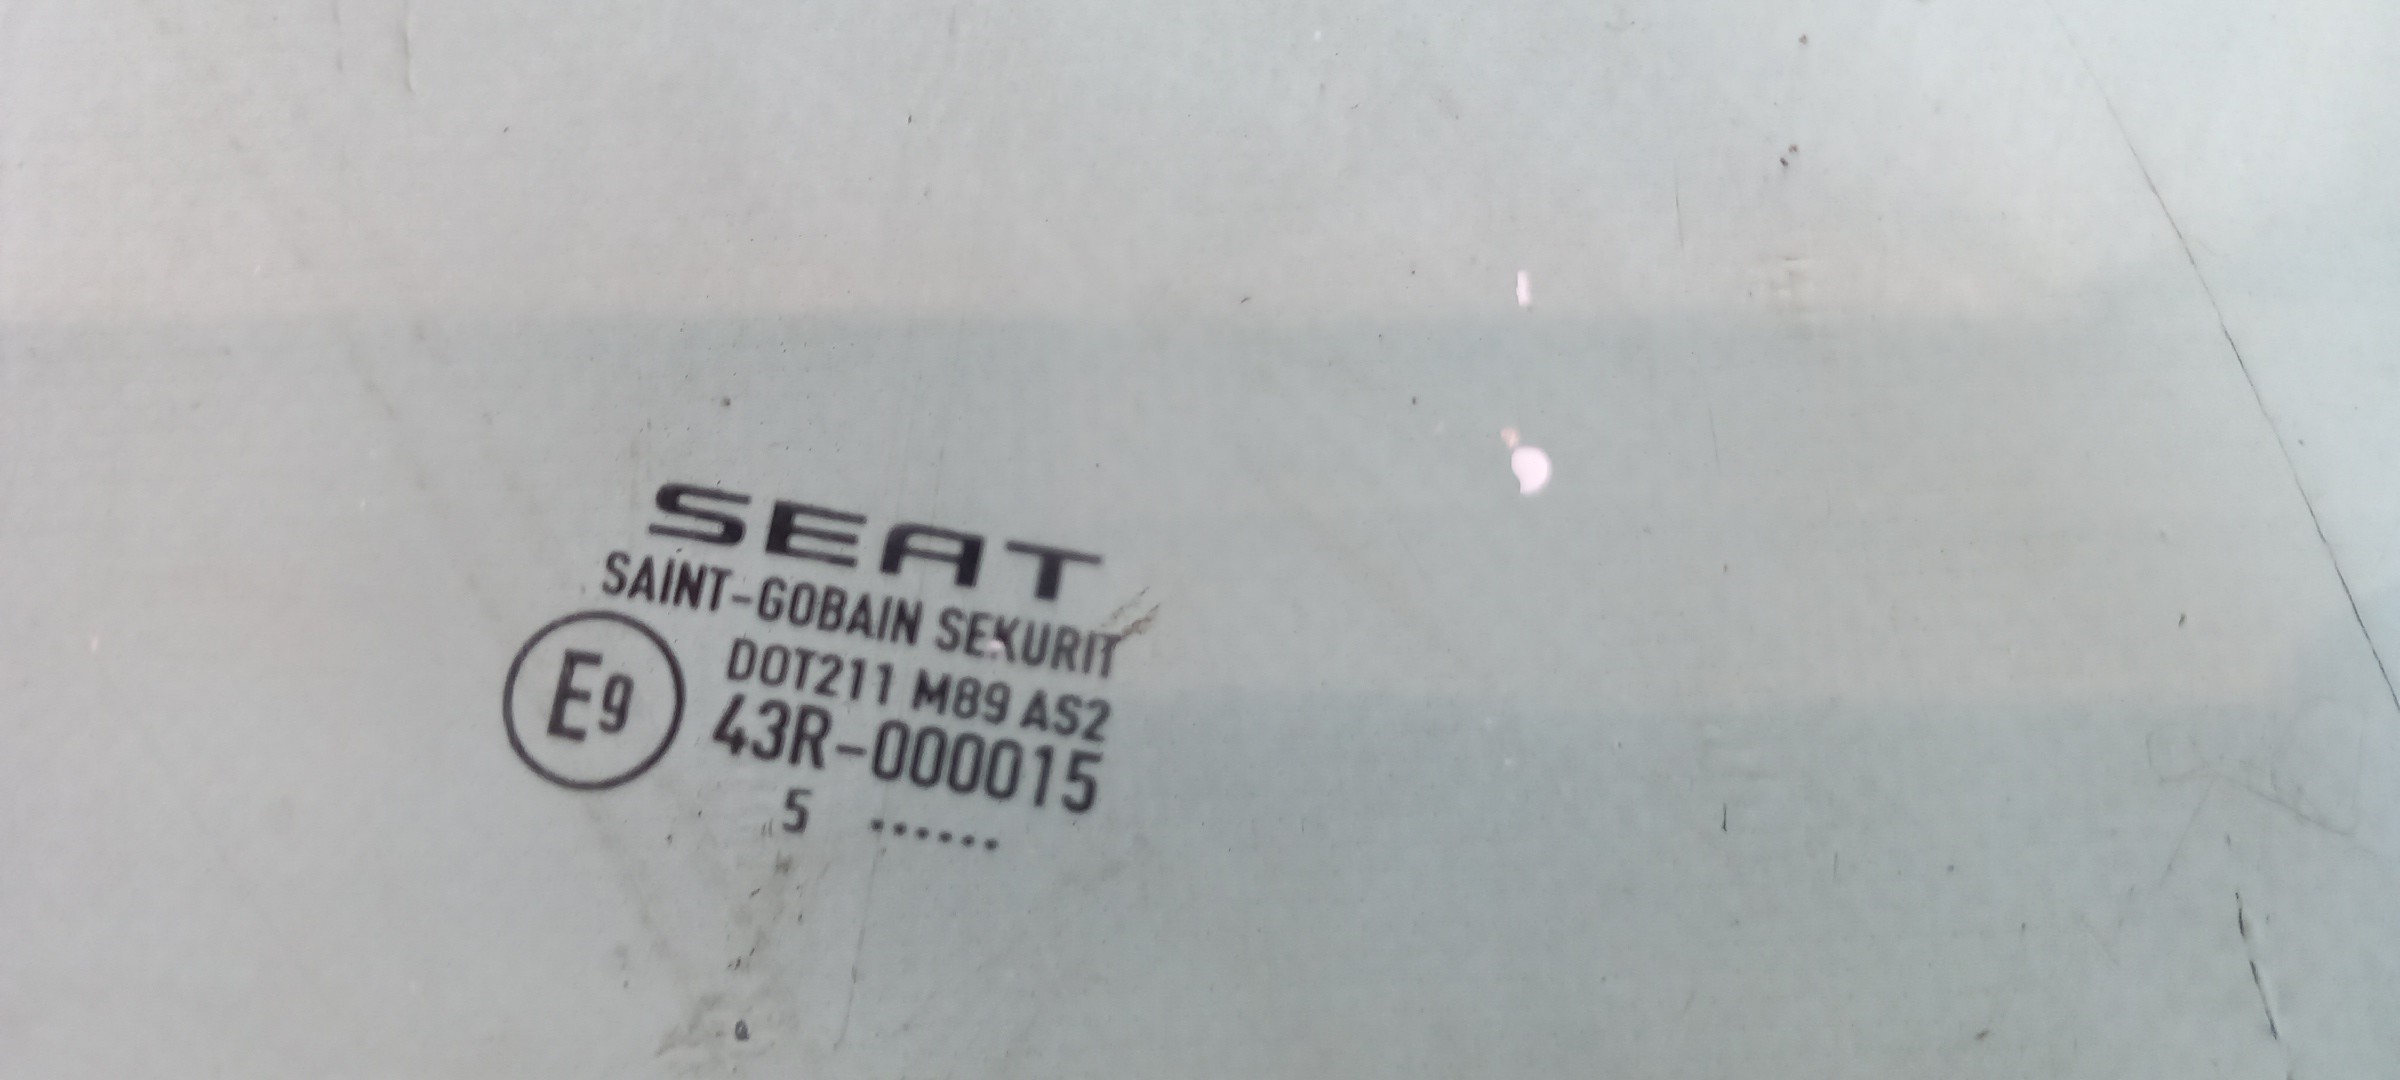 SEAT
SAINT-GOBAIN SEKURIT
DOT211 M89 AS2
E9 43R-000015
5 ......